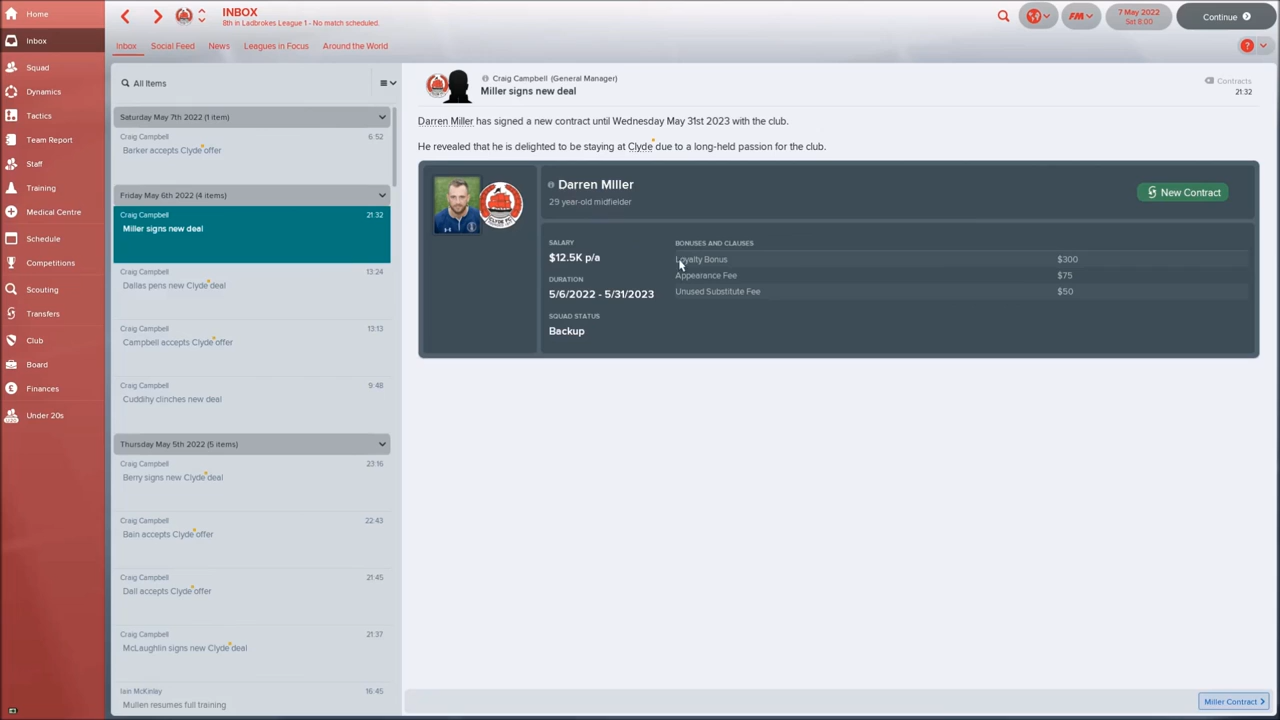 Home
Inbox
Squad
Dynamics
Tactics
Team Report
Staff
Training
Medical Centre
Schedule
Competitions
Scouting
Transfers
Club
Board
Finances
Under 20s
INBOX
8th in Ladbrokes League 1 - No match scheduled.
FM
7 May 2022
Sat 8:00
Continue
Inbox
Social Feed
News
Leagues in Focus
Around the World
?
All Items
Saturday May 7th 2022 (1 item)
Craig Campbell 6:52
Barker accepts Clyde offer
Friday May 6th 2022 (4 items)
Craig Campbell 21:32
Miller signs new deal
Craig Campbell 13:24
Dallas pens new Clyde deal
Craig Campbell 13:13
Campbell accepts Clyde offer
Craig Campbell 9:48
Cuddihy clinches new deal
Thursday May 5th 2022 (5 items)
Craig Campbell 23:16
Berry signs new Clyde deal
Craig Campbell 22:43
Bain accepts Clyde offer
Craig Campbell 21:45
Dall accepts Clyde offer
Craig Campbell 21:37
McLaughlin signs new Clyde deal
Iain McKinley 16:45
Mullen resumes full training
Craig Campbell (General Manager)
Miller signs new deal
Contracts
21:32
Darren Miller has signed a new contract until Wednesday May 31st 2023 with the club.
He revealed that he is delighted to be staying at Clyde due to a long-held passion for the club.
Darren Miller
29 year-old midfielder
New Contract
SALARY
$12.5K p/a
DURATION
5/6/2022 - 5/31/2023
SQUAD STATUS
Backup
BONUSES AND CLAUSES
Loyalty Bonus $300
Appearance Fee $75
Unused Substitute Fee $50
Miller Contract